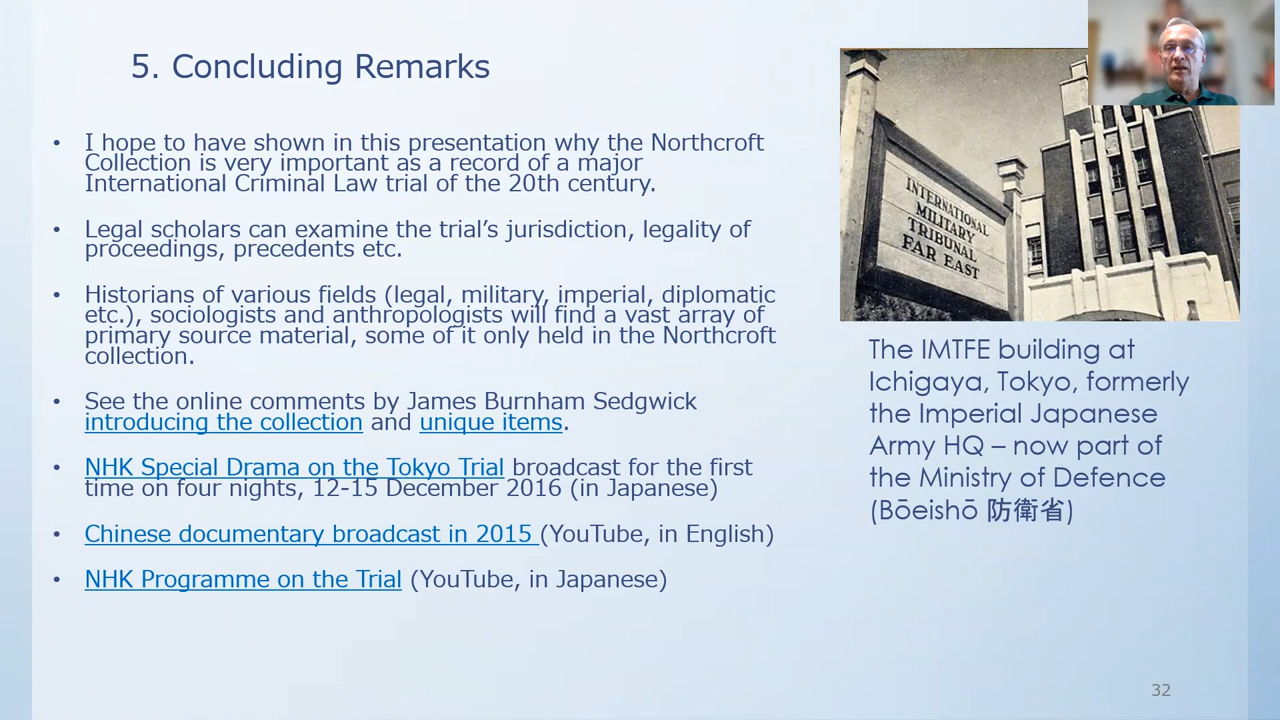 5. Concluding Remarks
• I hope to have shown in this presentation why the Northcroft
Collection is very important as a record of a major
International Criminal Law trial of the 20th century.
• Legal scholars can examine the trial’s jurisdiction, legality of
proceedings, precedents etc.
• Historians of various fields (legal, military, imperial, diplomatic
etc.), sociologists and anthropologists will find a vast array of
primary source material, some of it only held in the Northcroft
collection.
• See the online comments by James Burnham Sedgwick
introducing the collection and unique items.
• NHK Special Drama on the Tokyo Trial broadcast for the first
time on four nights, 12-15 December 2016 (in Japanese)
• Chinese documentary broadcast in 2015 (YouTube, in English)
• NHK Programme on the Trial (YouTube, in Japanese)
INTERNATIONAL
MILITARY
TRIBUNAL
FAR EAST
The IMTFE building at
Ichigaya, Tokyo, formerly
the Imperial Japanese
Army HQ – now part of
the Ministry of Defence
(Bōeishō 防衛省)
32